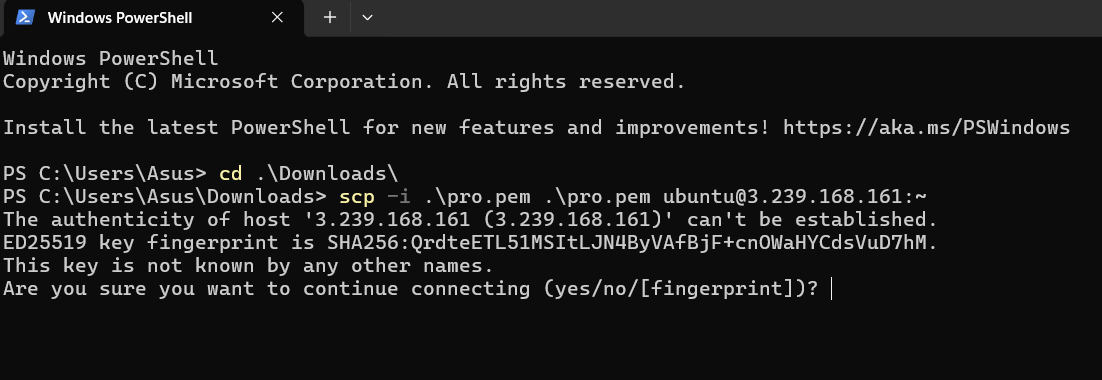 Windows PowerShell
Windows PowerShell
Copyright (C) Microsoft Corporation. All rights reserved.
Install the latest PowerShell for new features and improvements! https://aka.ms/PSWindows
PS C:\Users\Asus> cd .\Downloads\
PS C:\Users\Asus\Downloads> scp -i .\pro.pem .\pro.pem ubuntu@3.239.168.161:~
The authenticity of host '3.239.168.161 (3.239.168.161)' can't be established.
ED25519 key fingerprint is SHA256:QrdteETL51MSItLJN4ByVAfBjF+cnOWaHYCdsVuD7hM.
This key is not known by any other names.
Are you sure you want to continue connecting (yes/no/[fingerprint])?